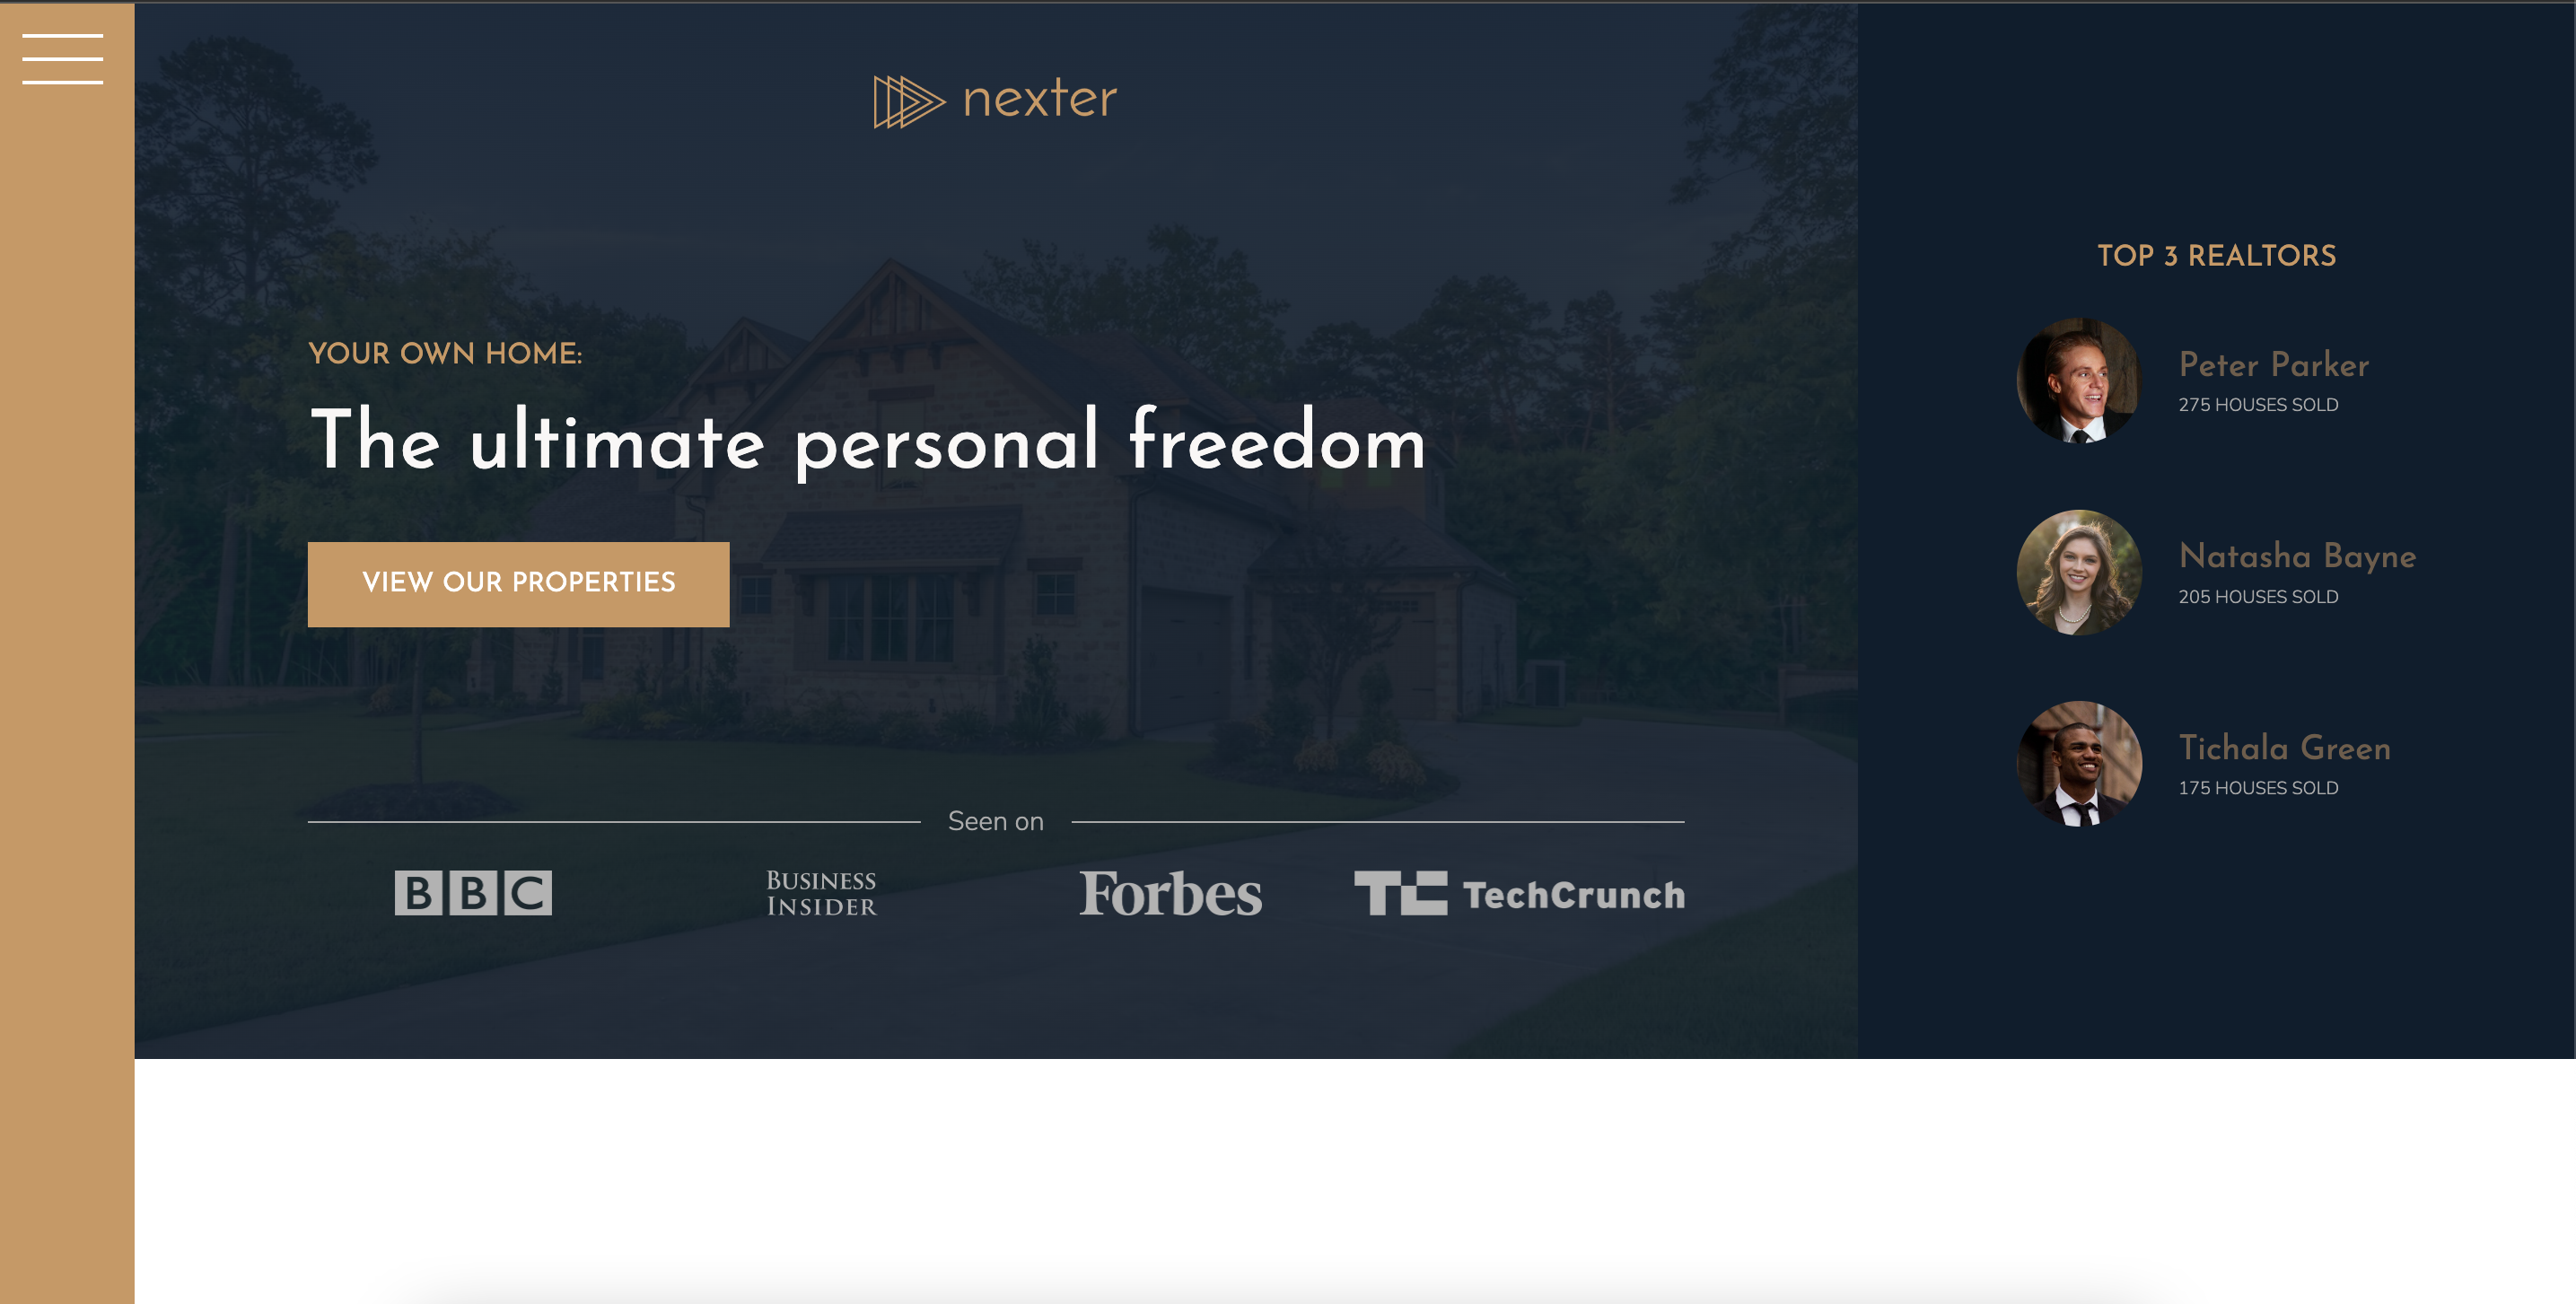 nexter
YOUR OWN HOME:
The ultimate personal freedom
VIEW OUR PROPERTIES
Seen on
BBC
BUSINESS
INSIDER
Forbes
TC TechCrunch
TOP 3 REALTORS
Peter Parker
275 HOUSES SOLD
Natasha Bayne
205 HOUSES SOLD
Tichala Green
175 HOUSES SOLD